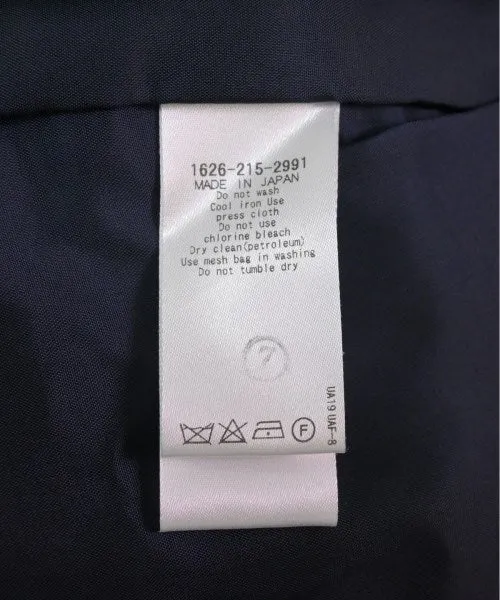 1626-215-2991
MADE IN JAPAN
Do not wash
Cool iron Use
press cloth
Do not use
chlorine bleach
Dry clean(petroleum)
Use mesh bag in washing
Do not tumble dry
7
UA19 UAF-8
F